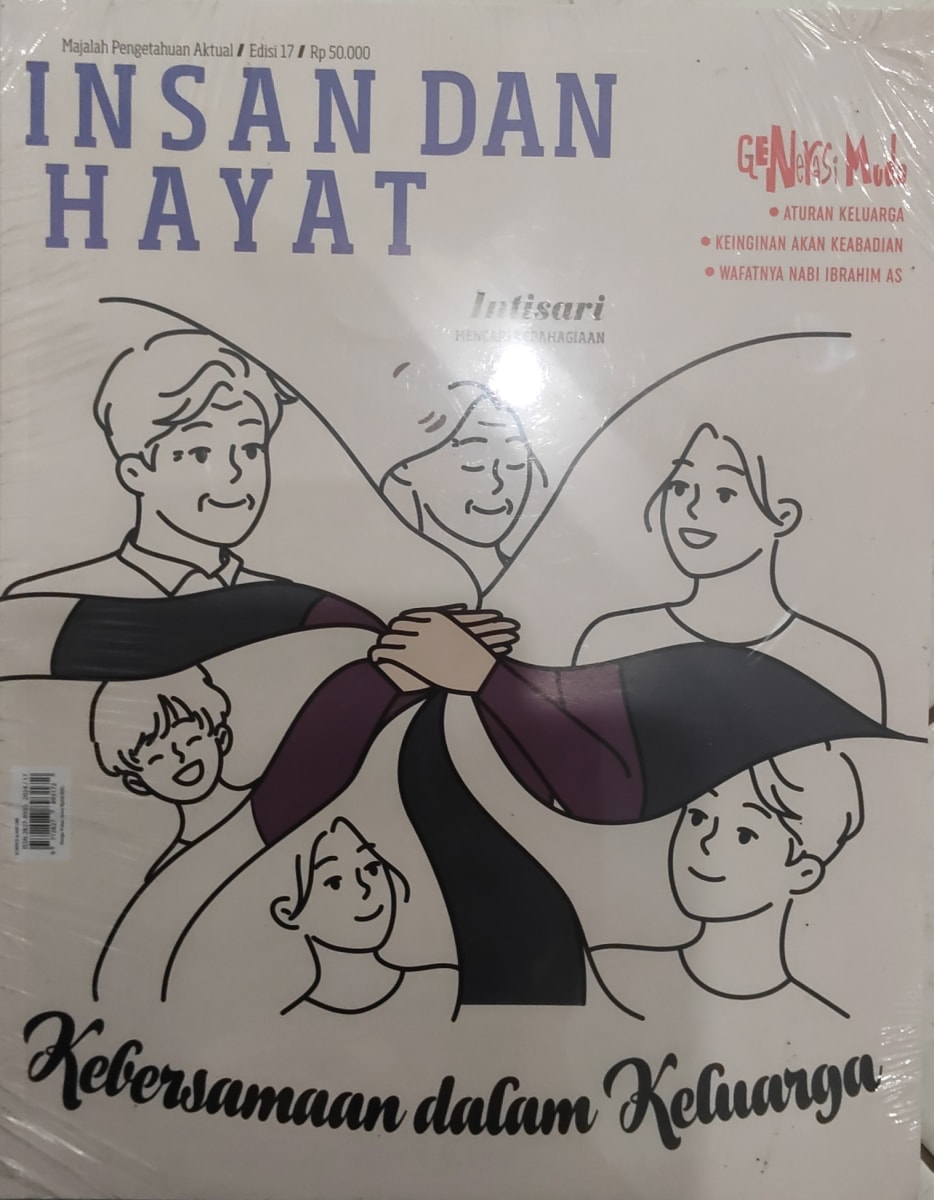 Majalah Pengetahuan Aktual / Edisi 17 / Rp 50.000
INSAN DAN
HAYAT
GENerasi Muda
• ATURAN KELUARGA
• KEINGINAN AKAN KEABADIAN
• WAFATNYA NABI IBRAHIM AS
Intisari
MENCARI KEBAHAGIAAN
Kebersamaan dalam Keluarga